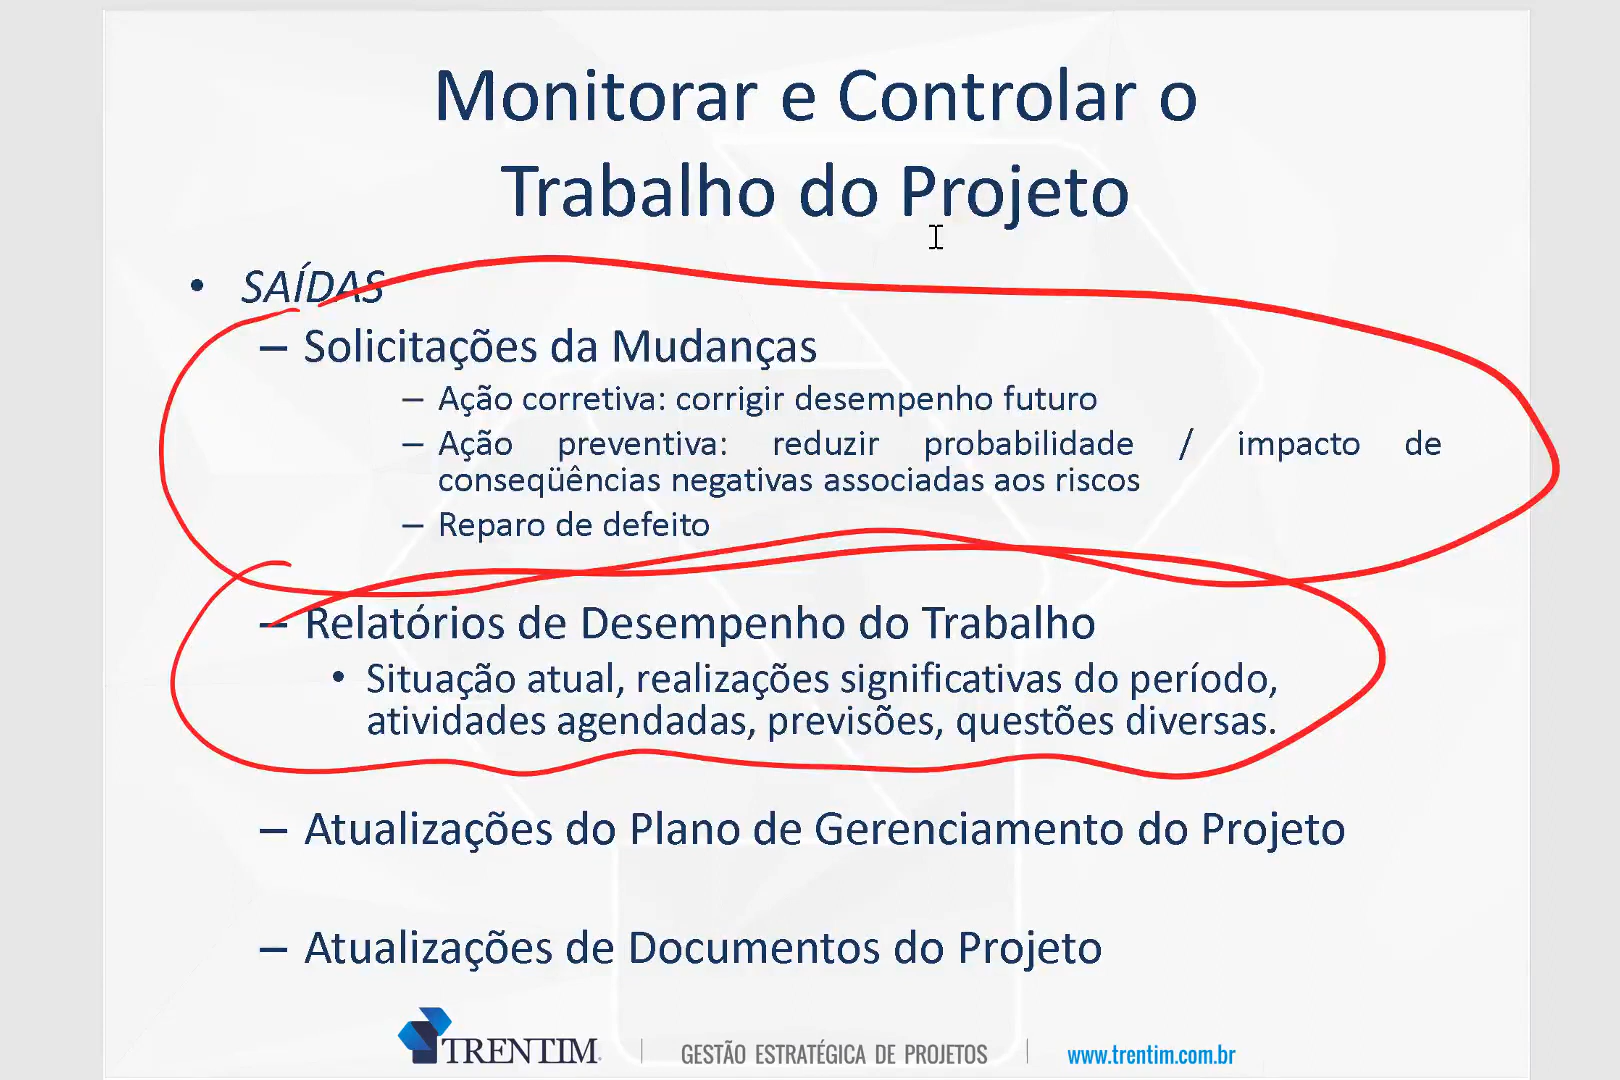 Monitorar e Controlar o
Trabalho do Projeto
• SAÍDAS
– Solicitações da Mudanças
– Ação corretiva: corrigir desempenho futuro
– Ação preventiva: reduzir probabilidade / impacto de
conseqüências negativas associadas aos riscos
– Reparo de defeito
– Relatórios de Desempenho do Trabalho
• Situação atual, realizações significativas do período,
atividades agendadas, previsões, questões diversas.
– Atualizações do Plano de Gerenciamento do Projeto
– Atualizações de Documentos do Projeto
TRENTIM | GESTÃO ESTRATÉGICA DE PROJETOS | www.trentim.com.br